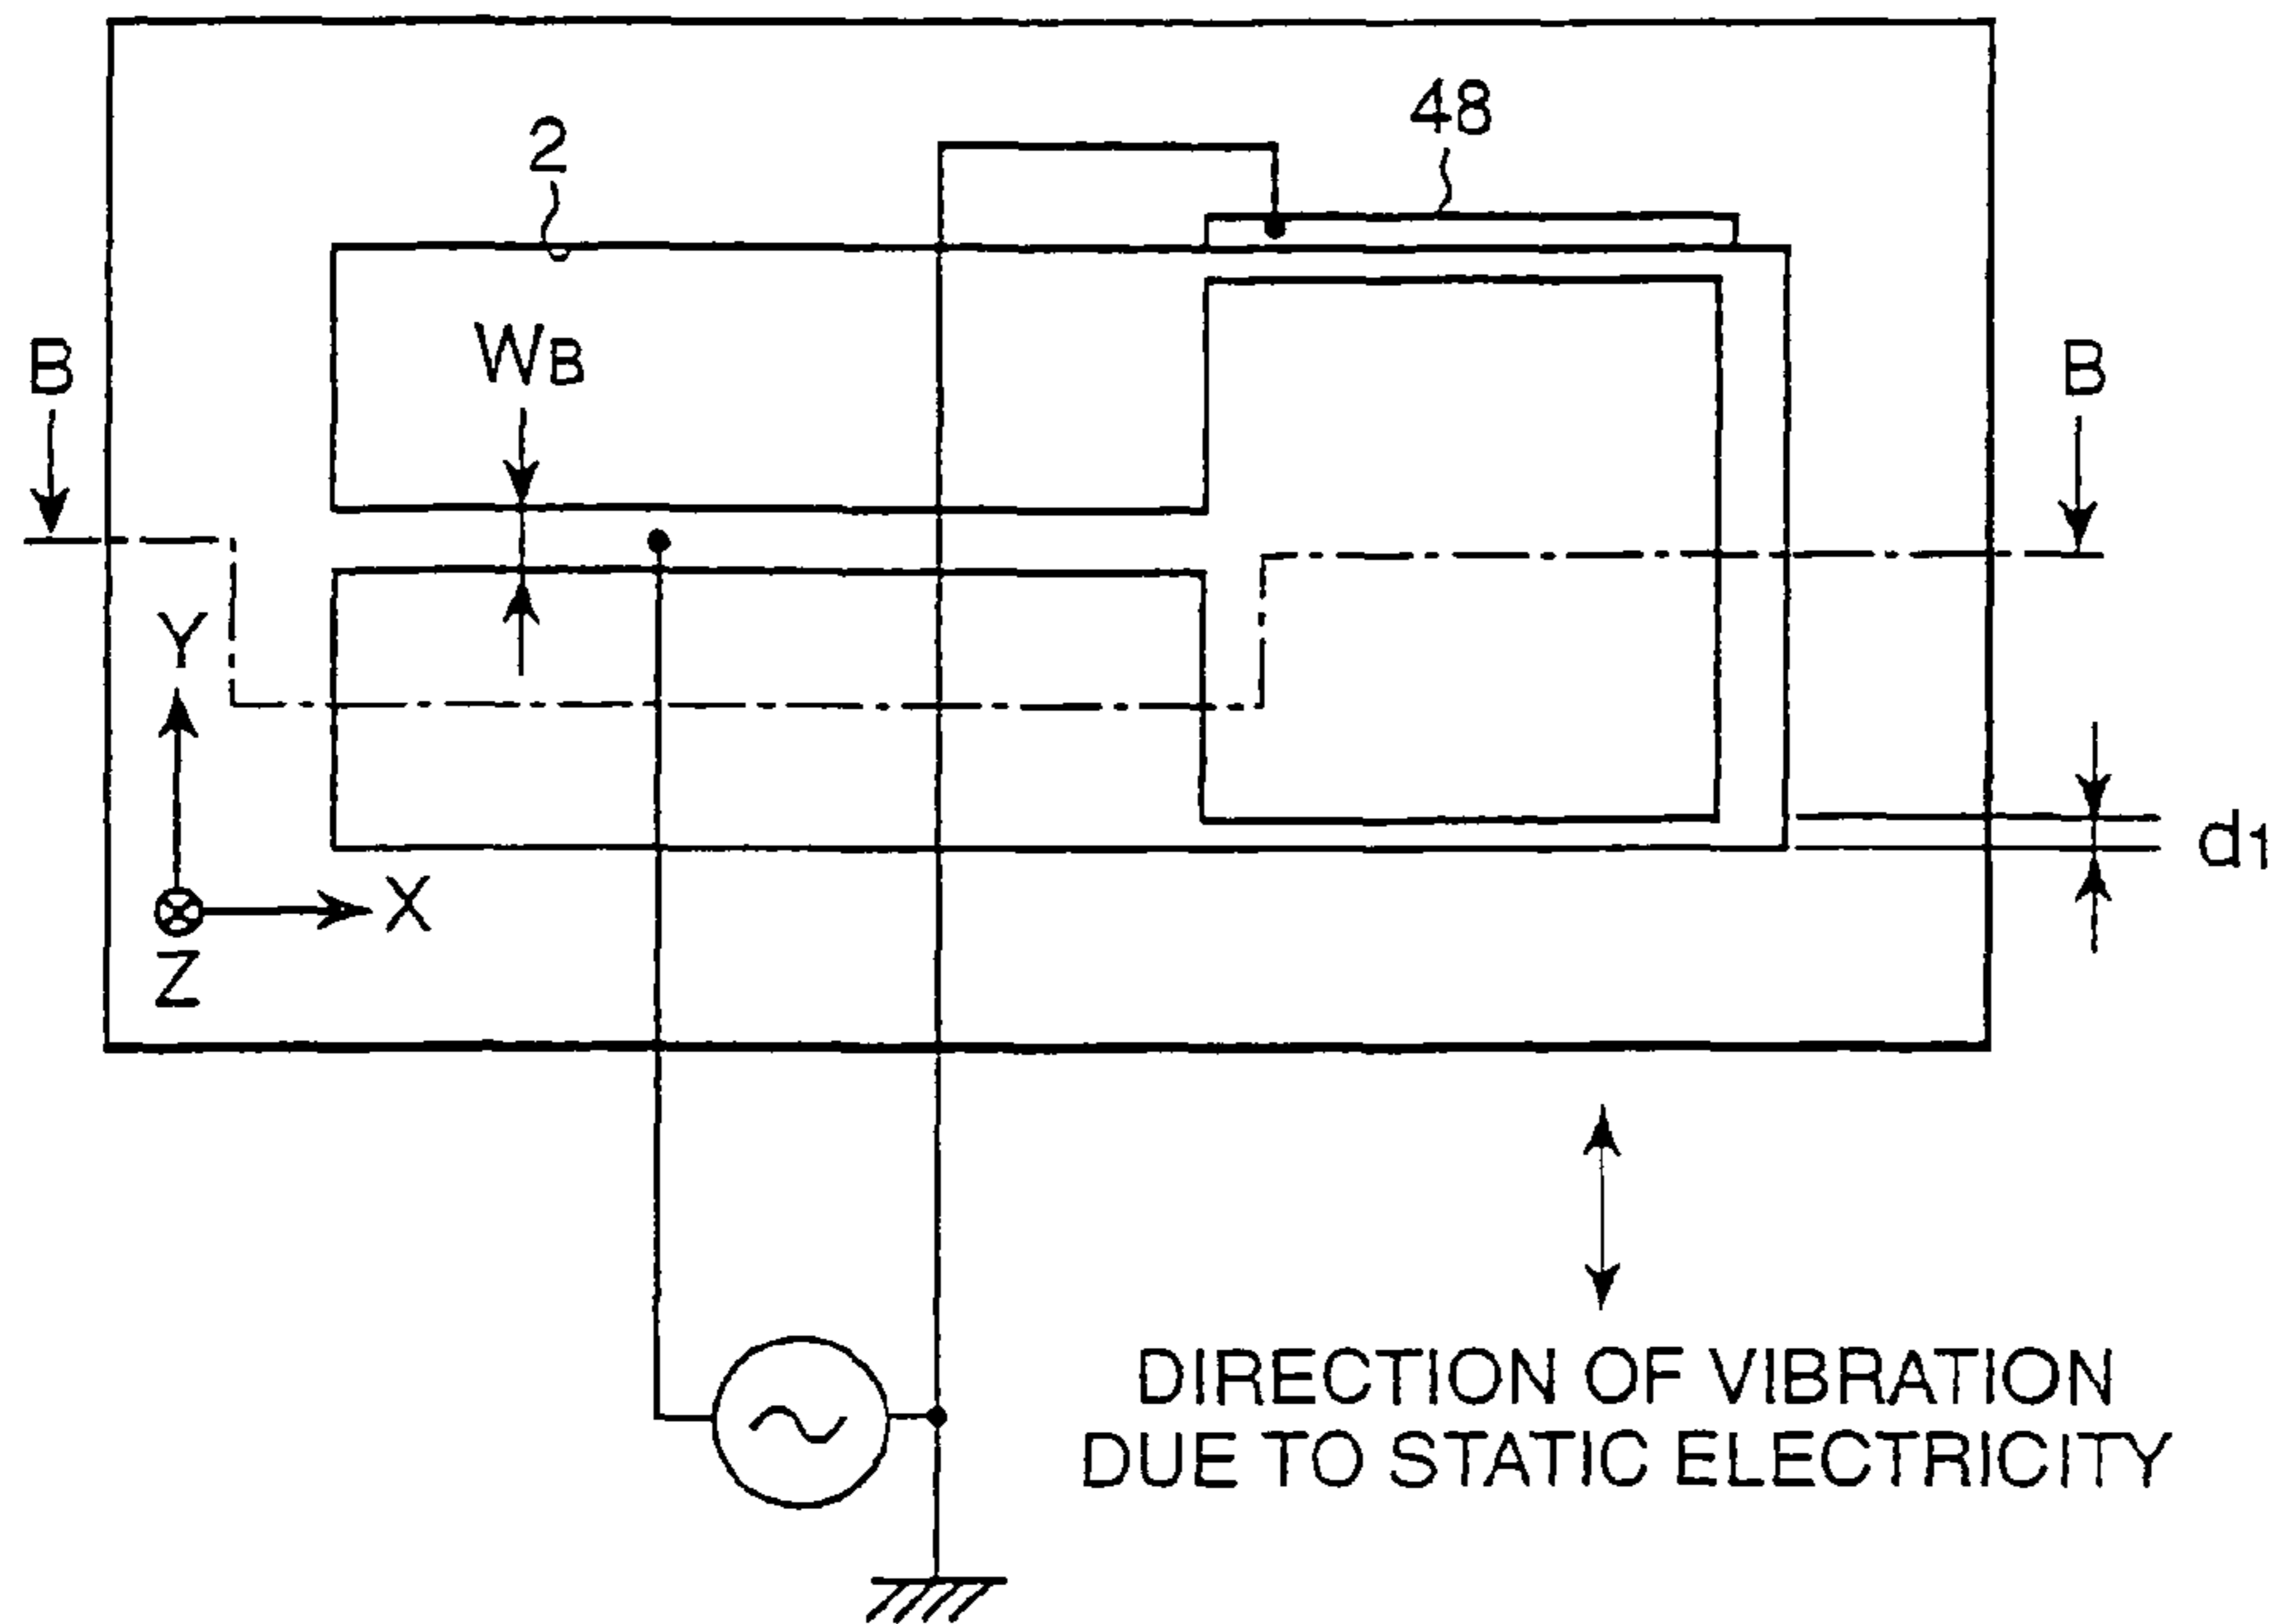 48
2
WB
B
B
Y
X
Z
d1
DIRECTION OF VIBRATION
DUE TO STATIC ELECTRICITY